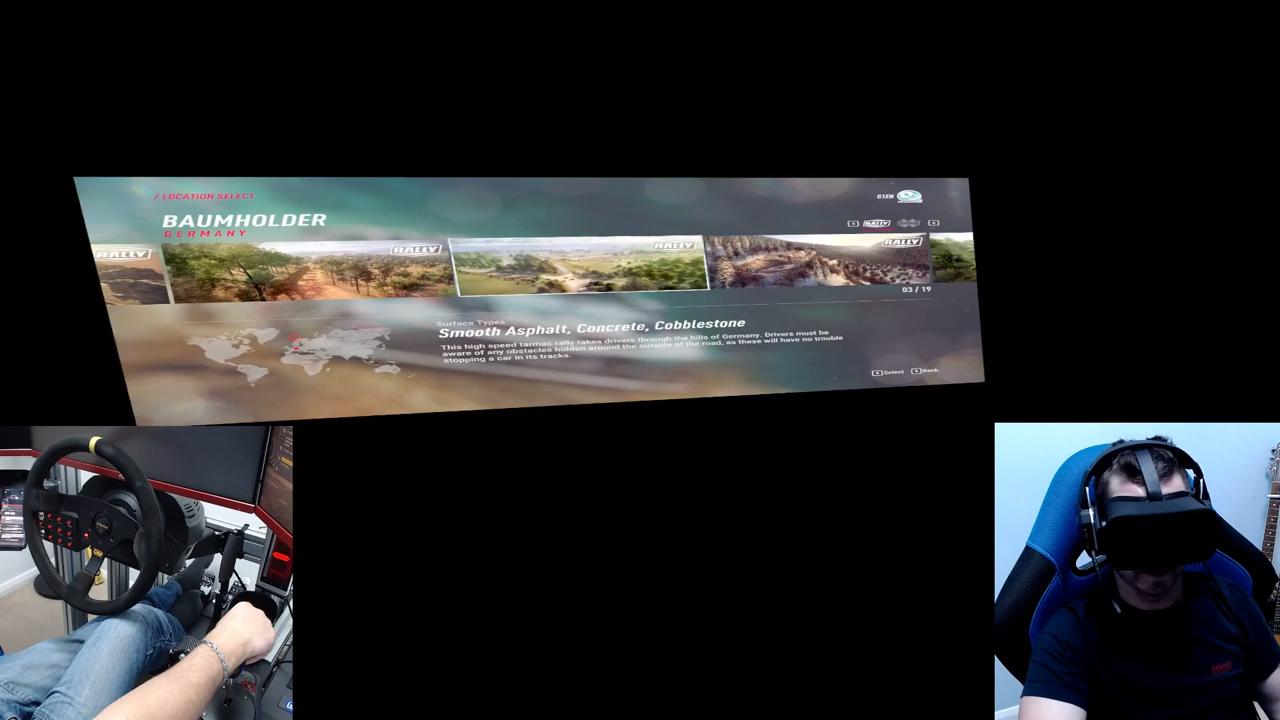 / LOCATION SELECT
BAUMHOLDER
GERMANY
RALLY
RALLY
RALLY
RALLY
RALLY
03 / 19
Surface Types
Smooth Asphalt, Concrete, Cobblestone
This high speed tarmac rally takes drivers through the hills of Germany. Drivers must be
aware of any obstacles hidden around the outside of the road, as these will have no trouble
stopping a car in its tracks.
Select
Back